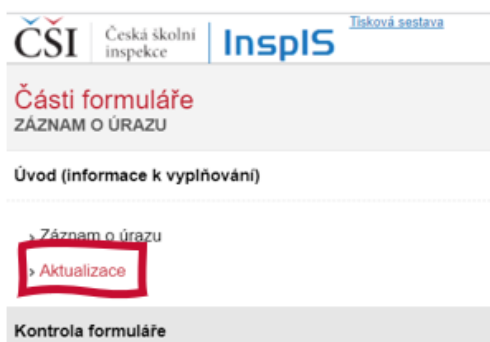 ČŠI Česká školní inspekce InspIS Tisková sestava
Části formuláře
ZÁZNAM O ÚRAZU
Úvod (informace k vyplňování)
› Záznam o úrazu
› Aktualizace
Kontrola formuláře